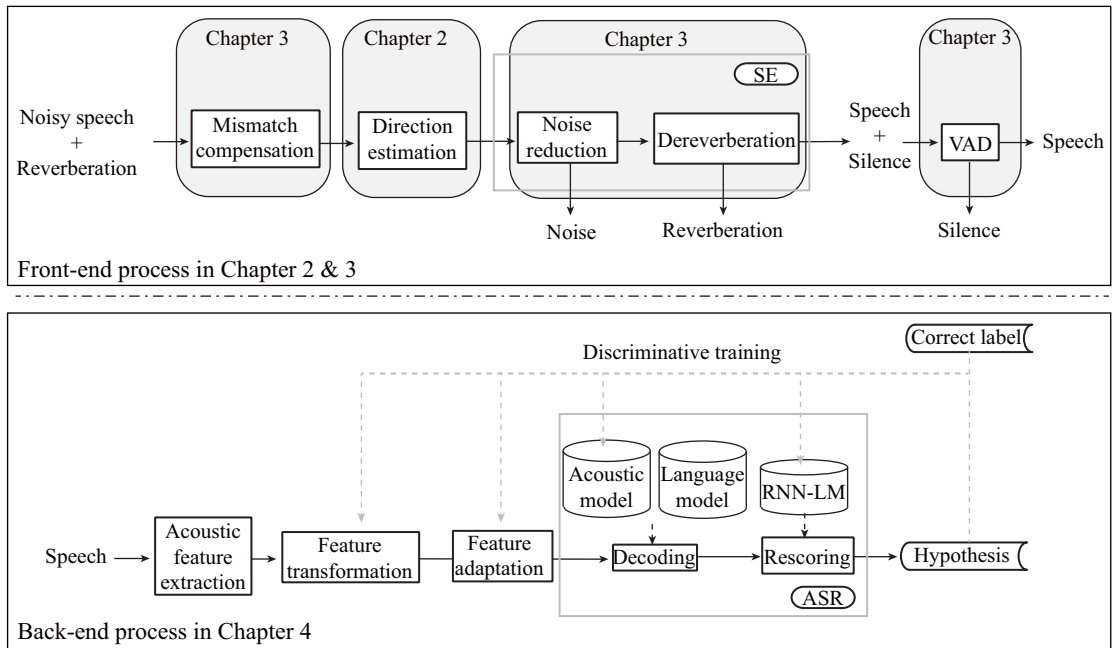 Chapter 3
Chapter 2
Chapter 3
Chapter 3
SE
Noisy speech
+
Reverberation
Mismatch
compensation
Direction
estimation
Noise
reduction
Dereverberation
Speech
+
Silence
VAD
Speech
Noise
Reverberation
Silence
Front-end process in Chapter 2 & 3
Correct label
Discriminative training
Acoustic
model
Language
model
RNN-LM
Speech
Acoustic
feature
extraction
Feature
transformation
Feature
adaptation
Decoding
Rescoring
Hypothesis
ASR
Back-end process in Chapter 4